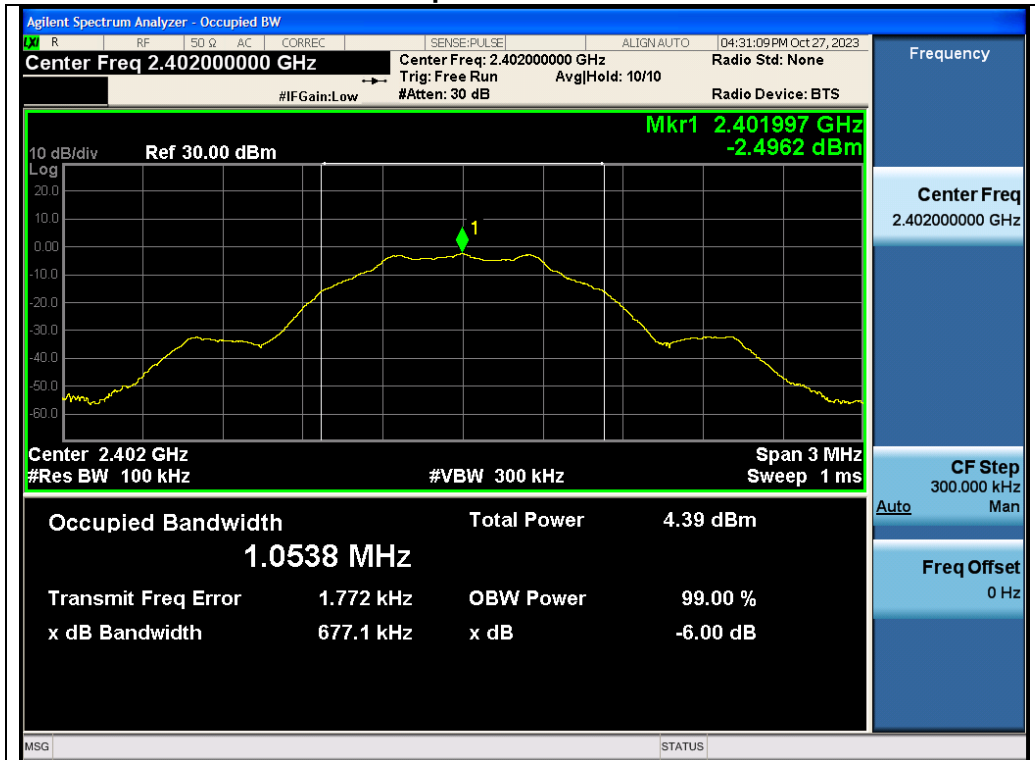 Agilent Spectrum Analyzer - Occupied BW
LXI R RF 50 Ω AC CORREC SENSE:PULSE ALIGN AUTO 04:31:09 PM Oct 27, 2023
Center Freq 2.402000000 GHz Center Freq: 2.402000000 GHz Radio Std: None
Trig: Free Run Avg|Hold: 10/10
#IFGain:Low #Atten: 30 dB Radio Device: BTS
Mkr1 2.401997 GHz
-2.4962 dBm
10 dB/div Ref 30.00 dBm
Log
20.0
10.0
1
0.00
-10.0
-20.0
-30.0
-40.0
-50.0
-60.0
Center 2.402 GHz Span 3 MHz
#Res BW 100 kHz #VBW 300 kHz Sweep 1 ms
Occupied Bandwidth Total Power 4.39 dBm
1.0538 MHz
Transmit Freq Error 1.772 kHz OBW Power 99.00 %
x dB Bandwidth 677.1 kHz x dB -6.00 dB
MSG STATUS
Frequency
Center Freq
2.402000000 GHz
CF Step
300.000 kHz
Auto Man
Freq Offset
0 Hz